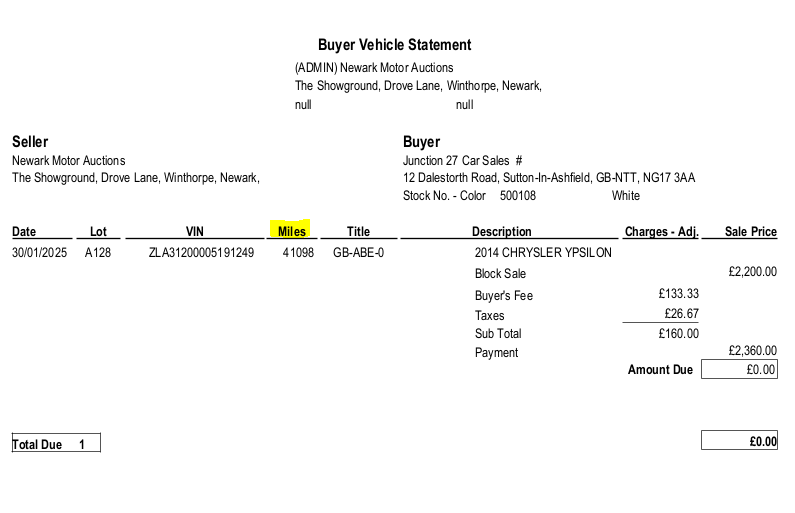 Buyer Vehicle Statement
(ADMIN) Newark Motor Auctions
The Showground, Drove Lane, Winthorpe, Newark,
null null
Seller
Newark Motor Auctions
The Showground, Drove Lane, Winthorpe, Newark,
Buyer
Junction 27 Car Sales #
12 Dalestorth Road, Sutton-In-Ashfield, GB-NTT, NG17 3AA
Stock No. - Color 500108 White
Date Lot VIN Miles Title Description Charges - Adj. Sale Price
30/01/2025 A128 ZLA31200005191249 41098 GB-ABE-0 2014 CHRYSLER YPSILON
Block Sale £2,200.00
Buyer's Fee £133.33
Taxes £26.67
Sub Total £160.00
Payment £2,360.00
Amount Due £0.00
Total Due 1 £0.00